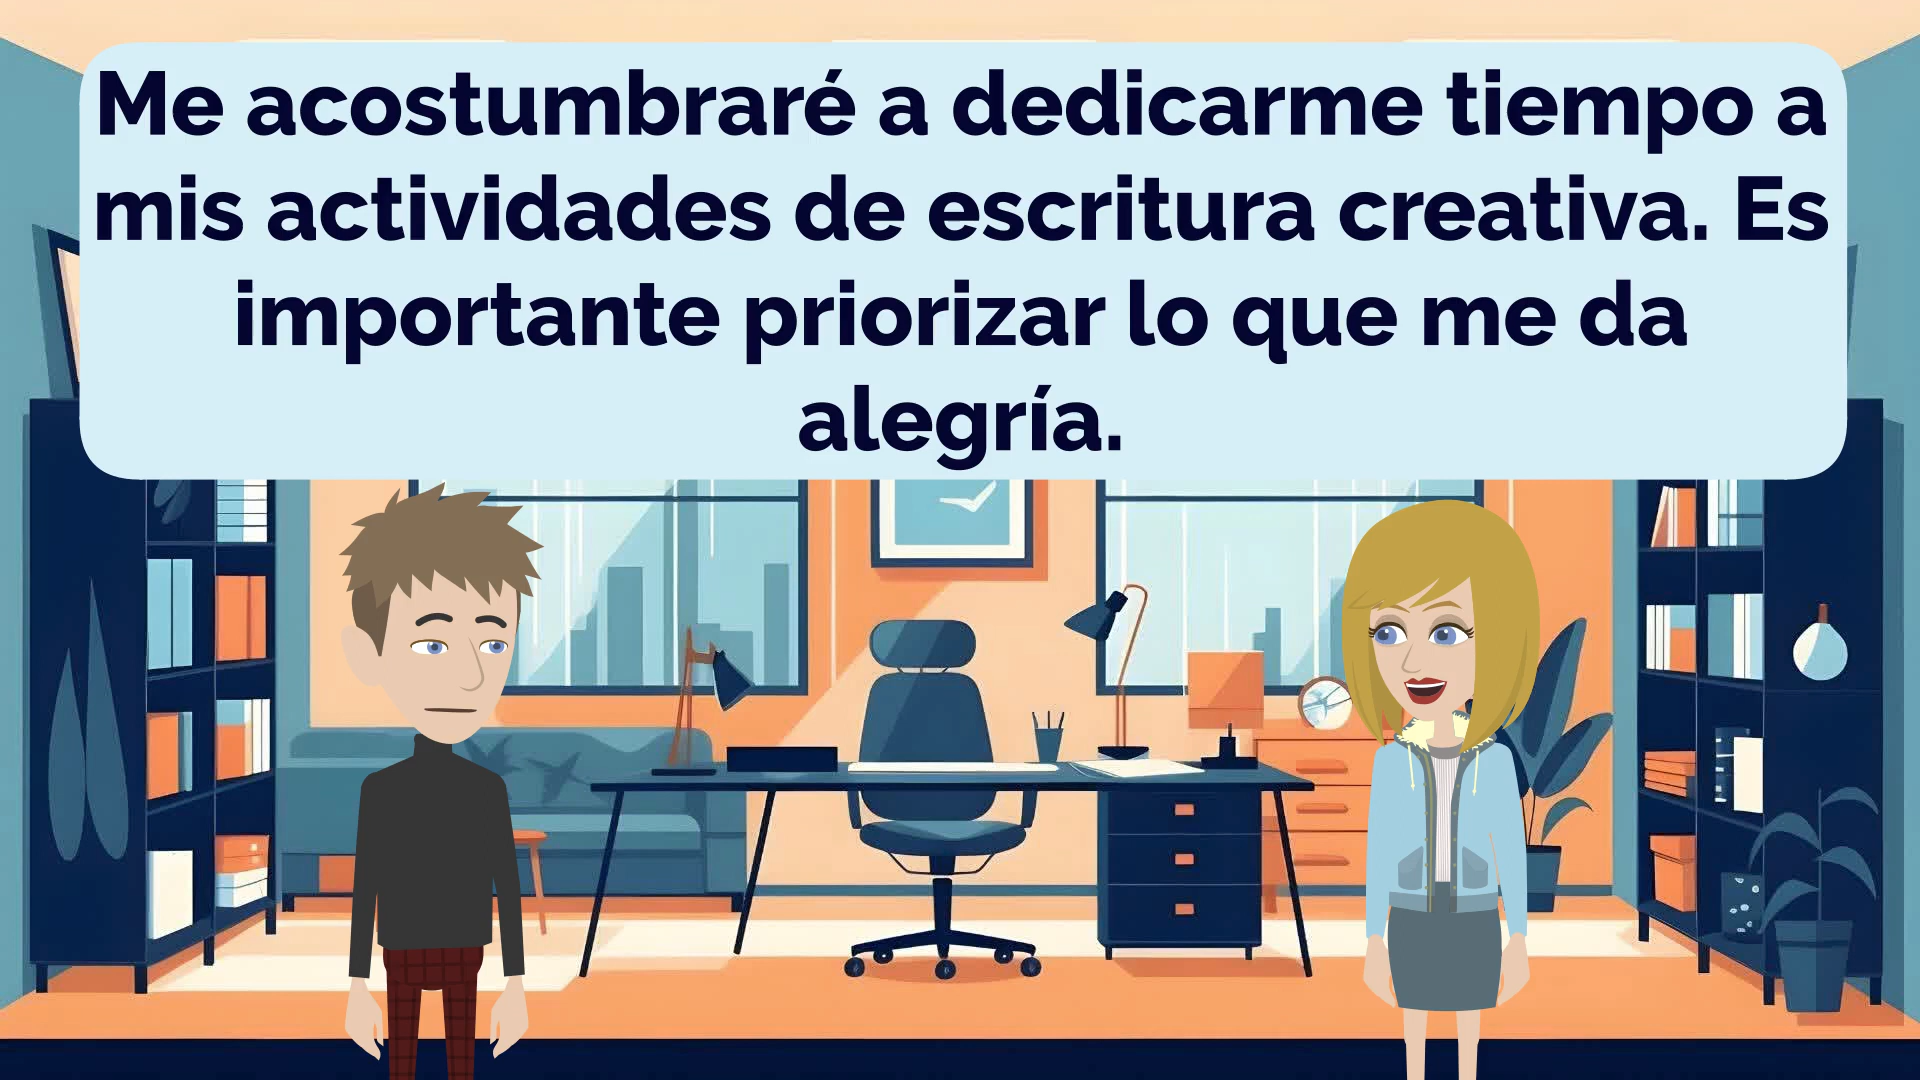 Me acostumbraré a dedicarme tiempo a
mis actividades de escritura creativa. Es
importante priorizar lo que me da
alegría.